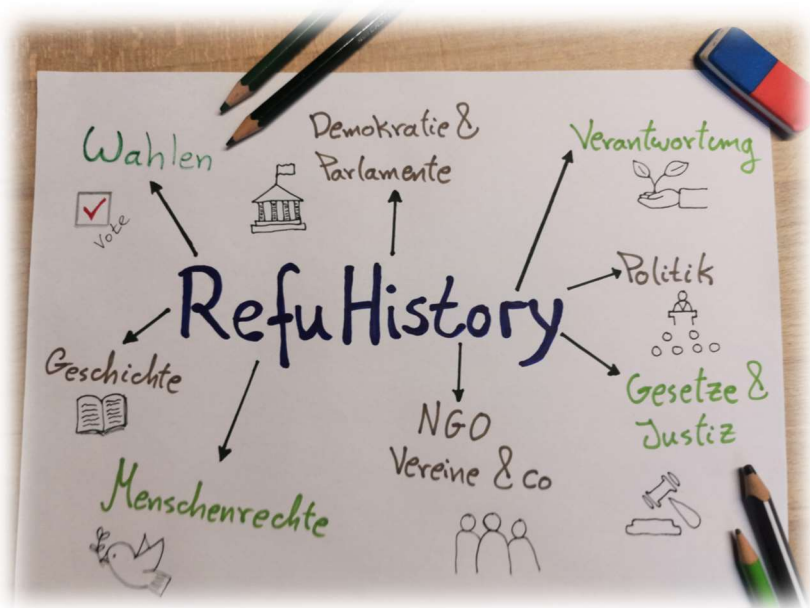 Wahlen
vote
Demokratie &
Parlamente
Verantwortung
Politik
RefuHistory
Geschichte
Menschenrechte
NGO
Vereine & co
Gesetze &
Justiz